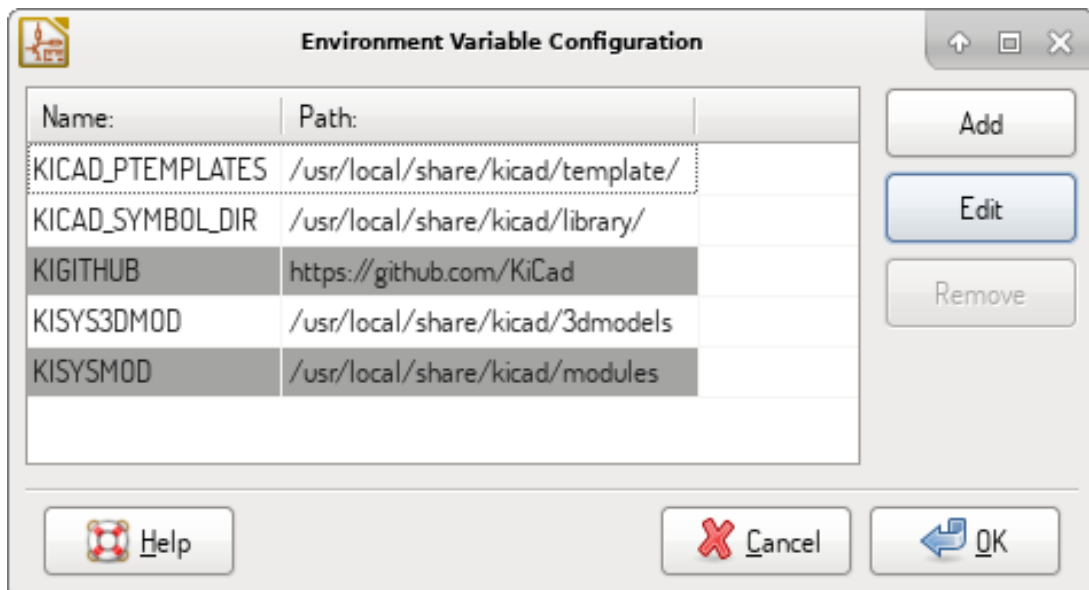 Environment Variable Configuration
Name: Path:
KICAD_PTEMPLATES /usr/local/share/kicad/template/
KICAD_SYMBOL_DIR /usr/local/share/kicad/library/
KIGITHUB https://github.com/KiCad
KISYS3DMOD /usr/local/share/kicad/3dmodels
KISYSMOD /usr/local/share/kicad/modules
Add
Edit
Remove
Help Cancel OK